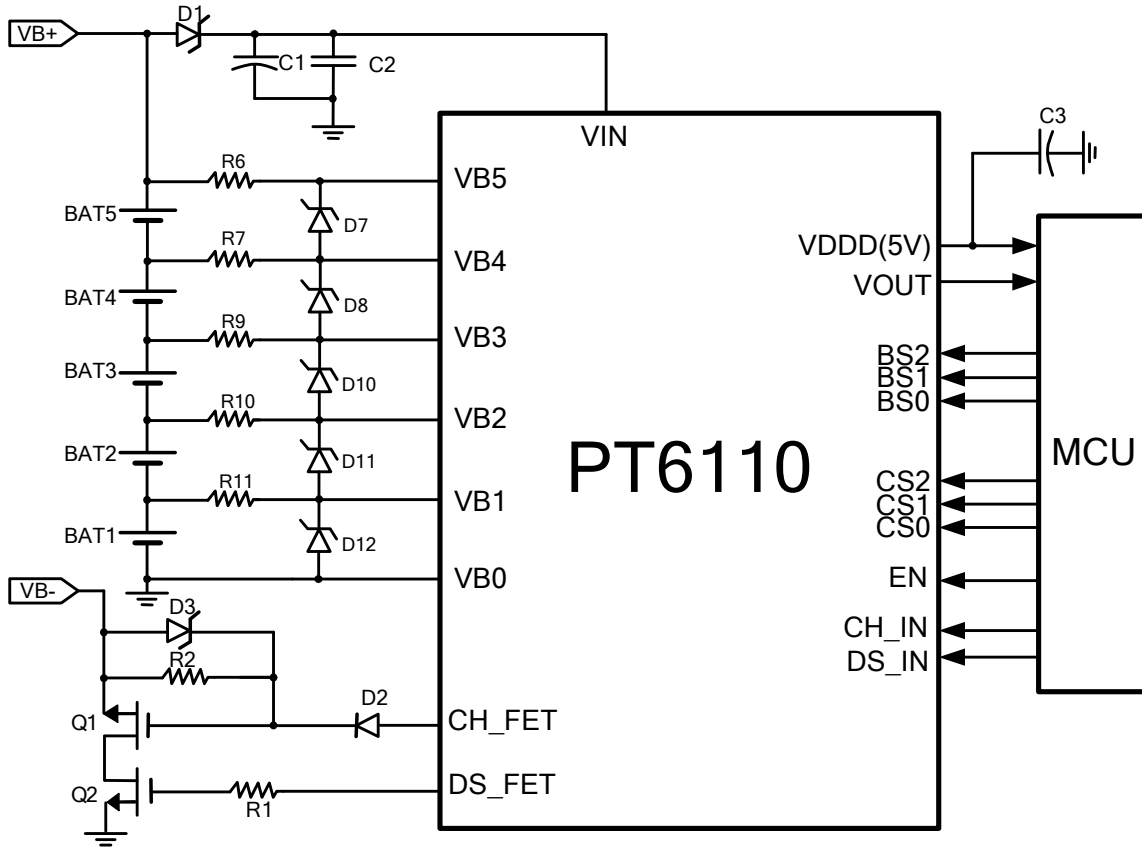 VB+
D1
C1
C2
VIN
C3
R6
VB5
BAT5
D7
R7
VB4
VDDD(5V)
VOUT
BAT4
D8
R9
VB3
BS2
BS1
BS0
BAT3
D10
R10
VB2
PT6110
MCU
BAT2
D11
R11
VB1
CS2
CS1
CS0
BAT1
D12
VB0
EN
VB-
D3
CH_IN
DS_IN
R2
D2
Q1
CH_FET
Q2
DS_FET
R1